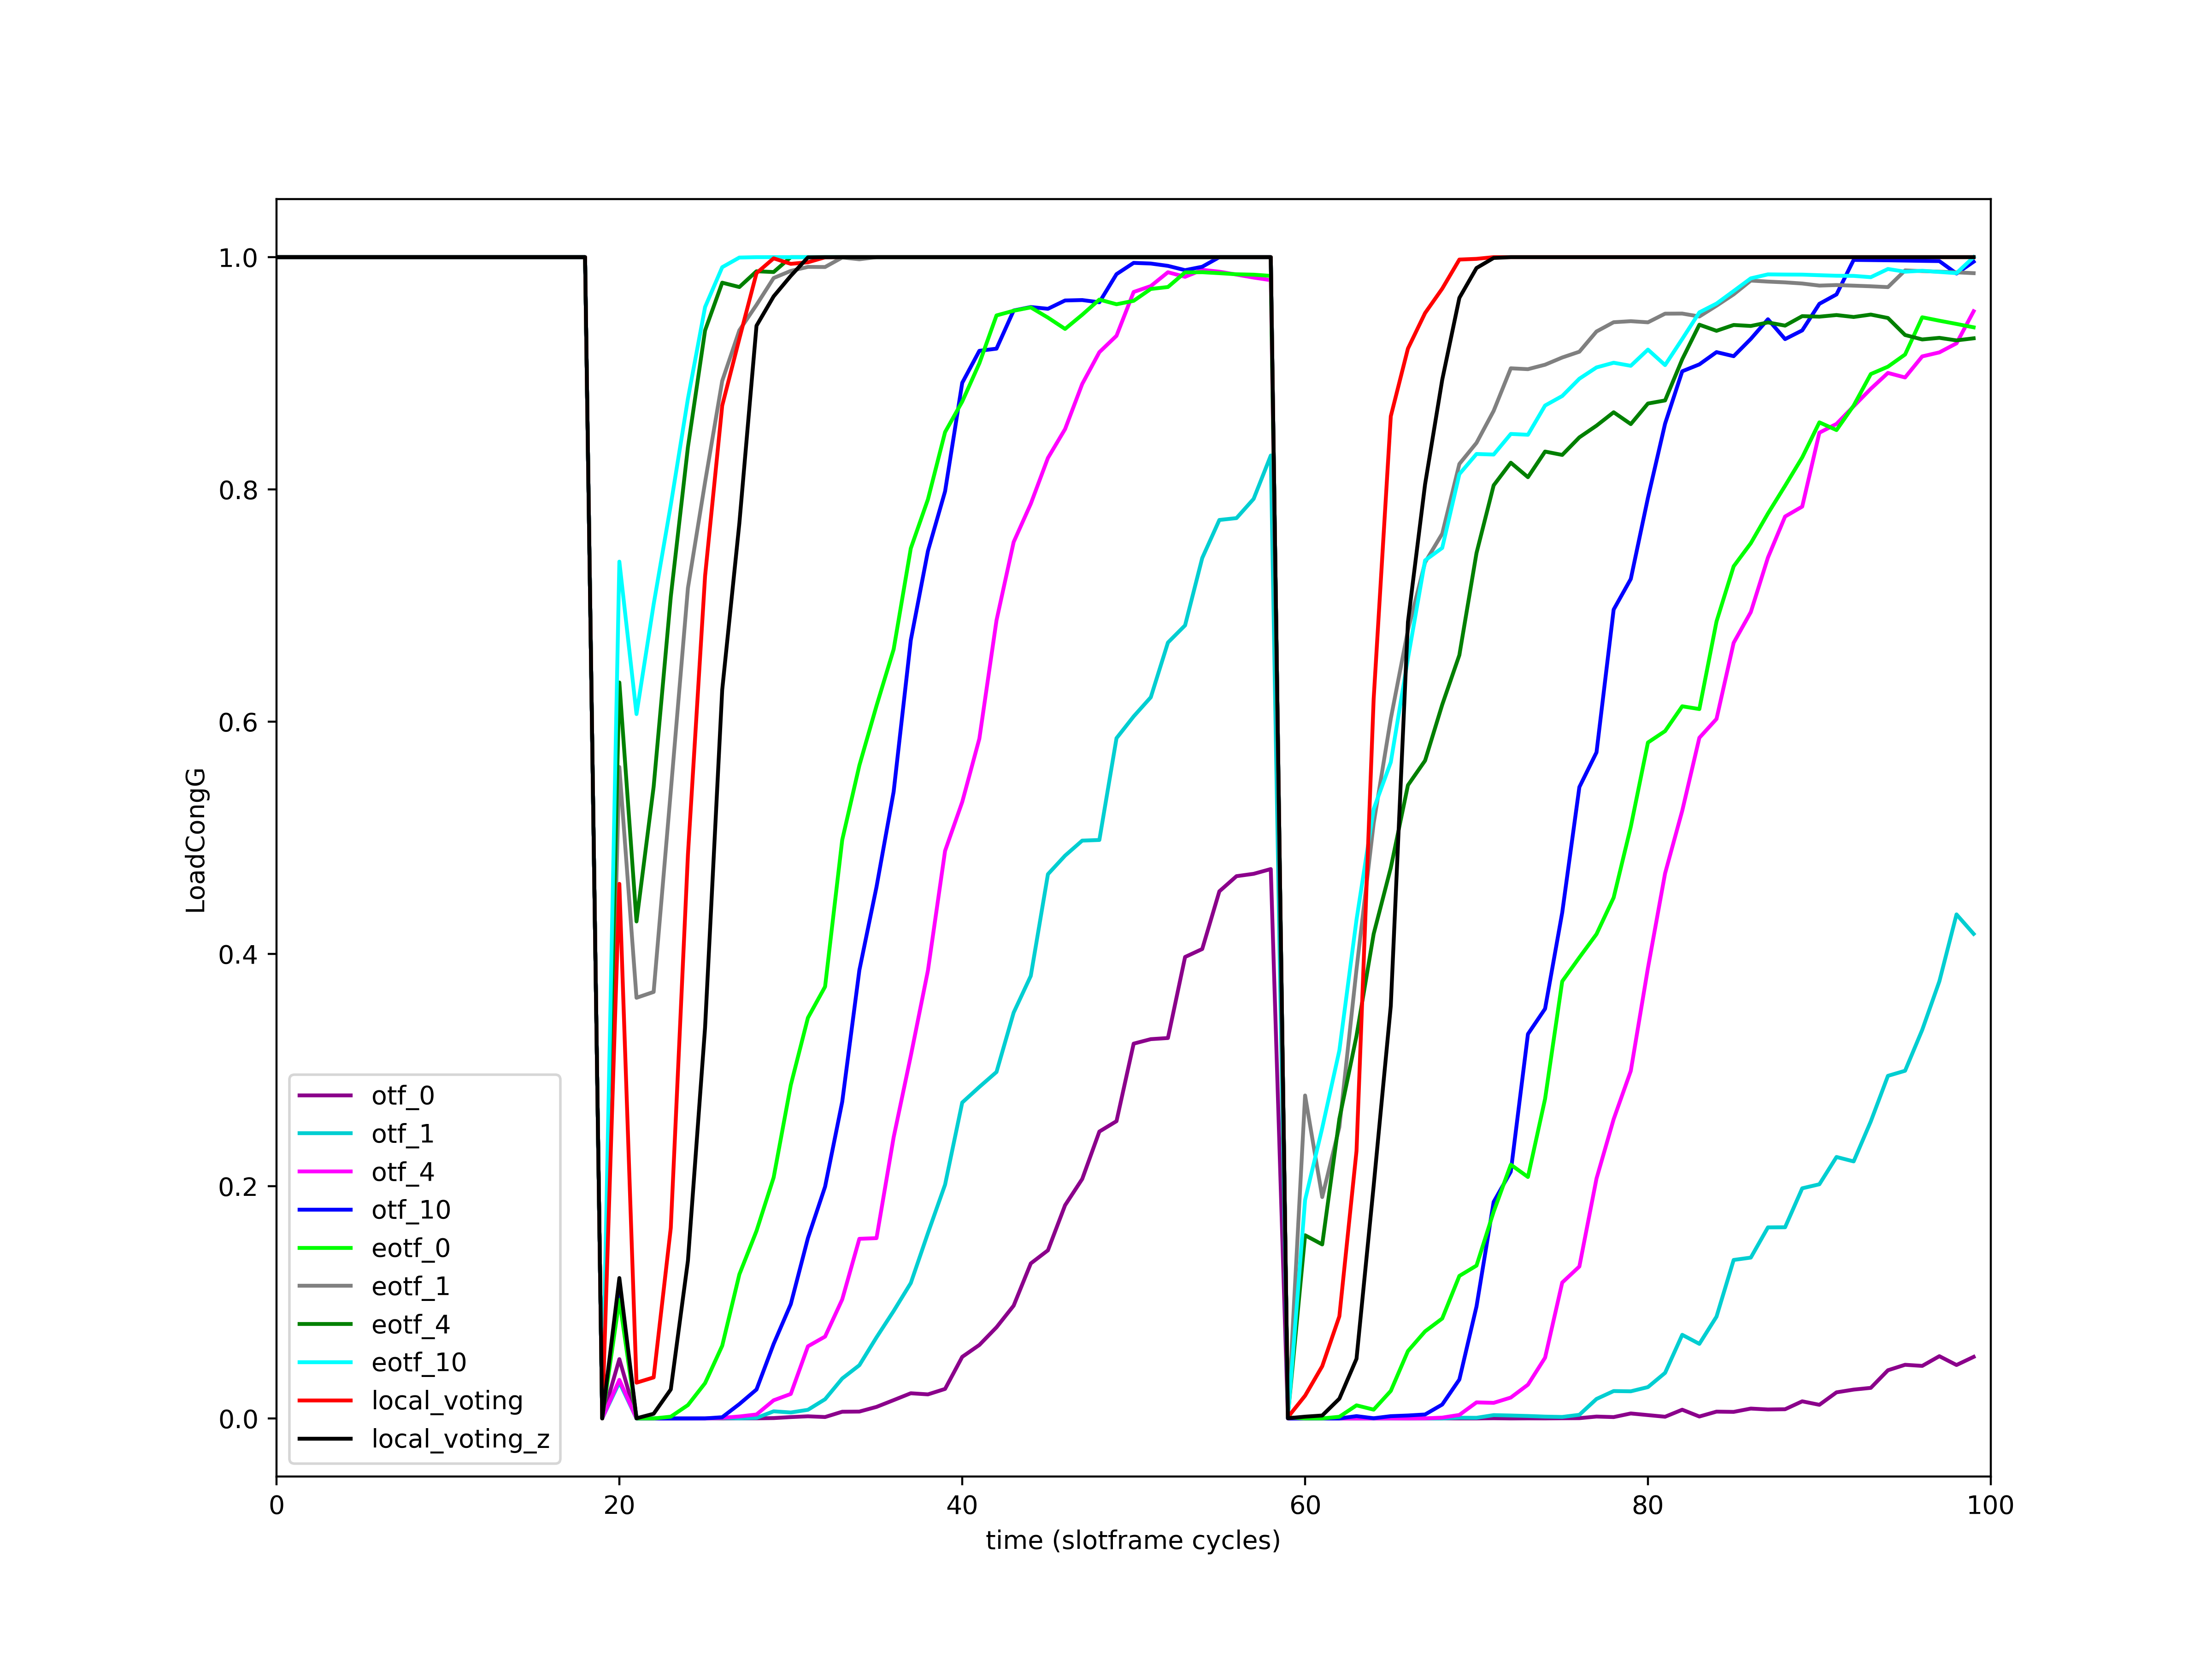 1.0
0.8
0.6
0.4
0.2
0.0
LoadCongG
otf_0
otf_1
otf_4
otf_10
eotf_0
eotf_1
eotf_4
eotf_10
local_voting
local_voting_z
0 20 40 60 80 100
time (slotframe cycles)